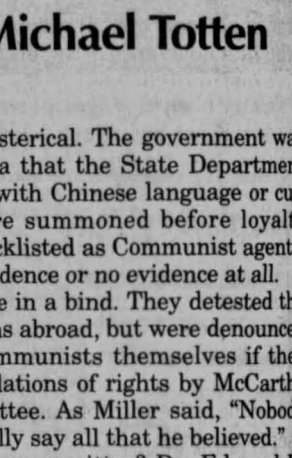 Michael Totten
sterical. The government wa
a that the State Departmen
with Chinese language or cu
re summoned before loyalt
cklisted as Communist agent
dence or no evidence at all.
e in a bind. They detested th
ns abroad, but were denounce
mmunists themselves if the
lations of rights by McCarth
ttee. As Miller said, “Nobod
lly say all that he believed.”